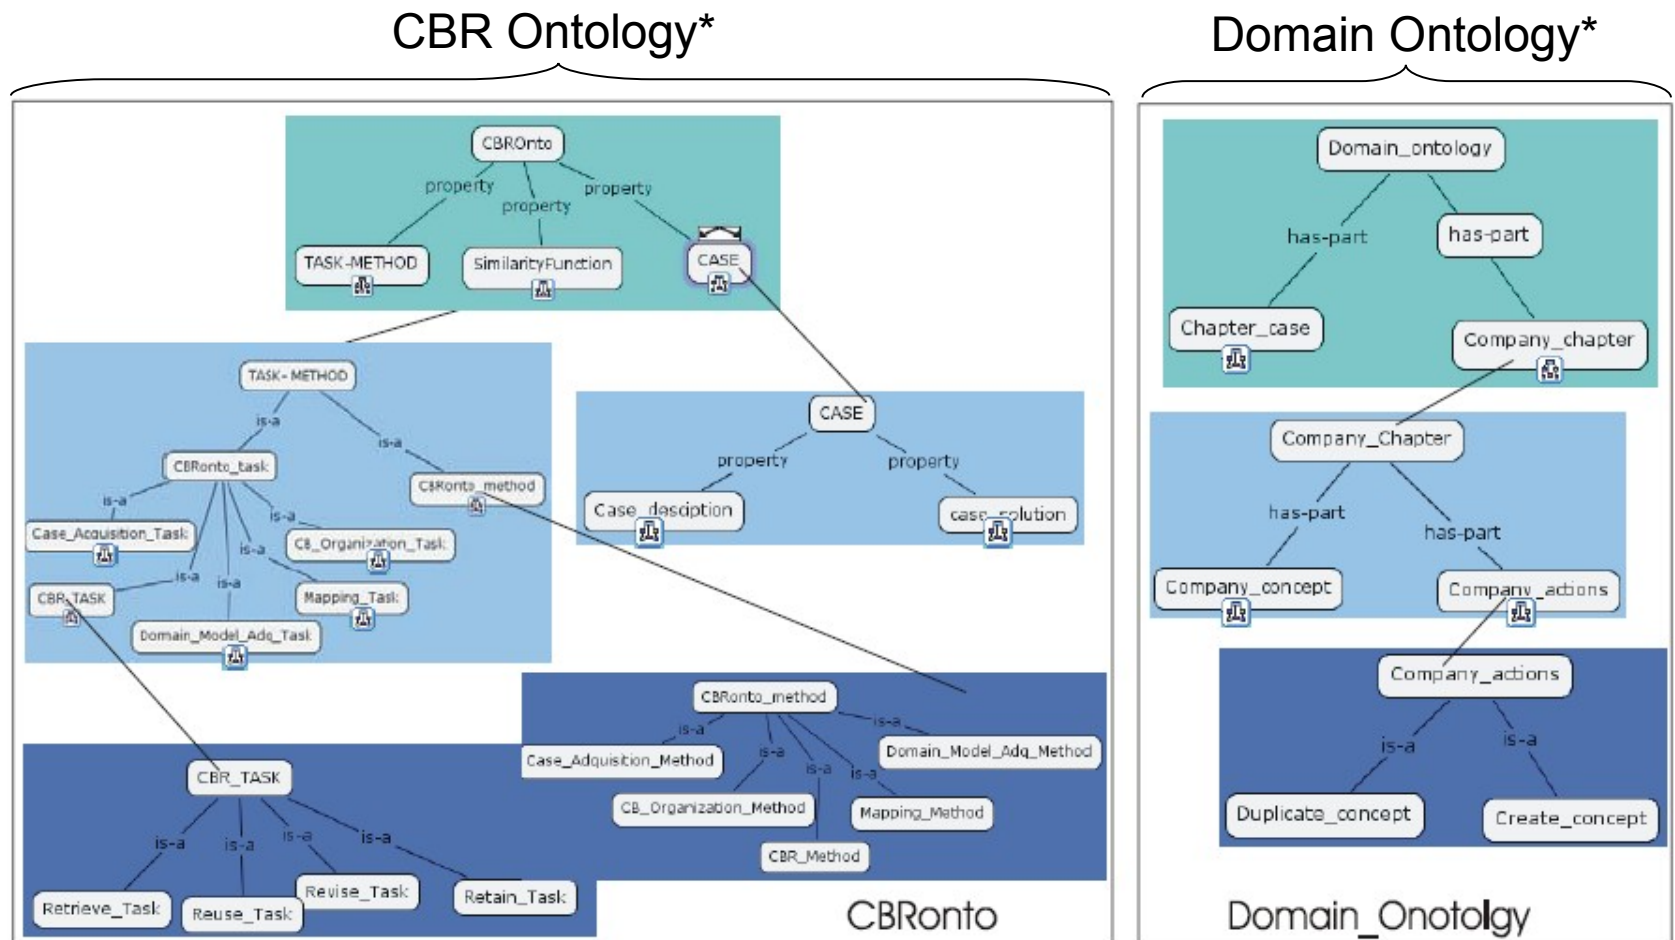 CBR Ontology*
Domain Ontology*
CBROnto
property
property
property
TASK-METHOD
SimilarityFunction
CASE
TASK- METHOD
is-a
is-a
CBRonto_task
CBRonto_method
is-a
is-a
Case_Acquisition_Task
CB_Organization_Task
is-a
is-a
is-a
CBR_TASK
Mapping_Task
Domain_Model_Adq_Task
CASE
property
property
Case_desciption
case_solution
CBRonto_method
is-a
is-a
is-a
is-a
is-a
Case_Adquisition_Method
Domain_Model_Adq_Method
CB_Organization_Method
Mapping_Method
CBR_Method
CBR_TASK
is-a
is-a
is-a
is-a
Retrieve_Task
Reuse_Task
Revise_Task
Retain_Task
CBRonto
Domain_ontology
has-part
has-part
Chapter_case
Company_chapter
Company_Chapter
has-part
has-part
Company_concept
Company_actions
Company_actions
is-a
is-a
Duplicate_concept
Create_concept
Domain_Onotolgy